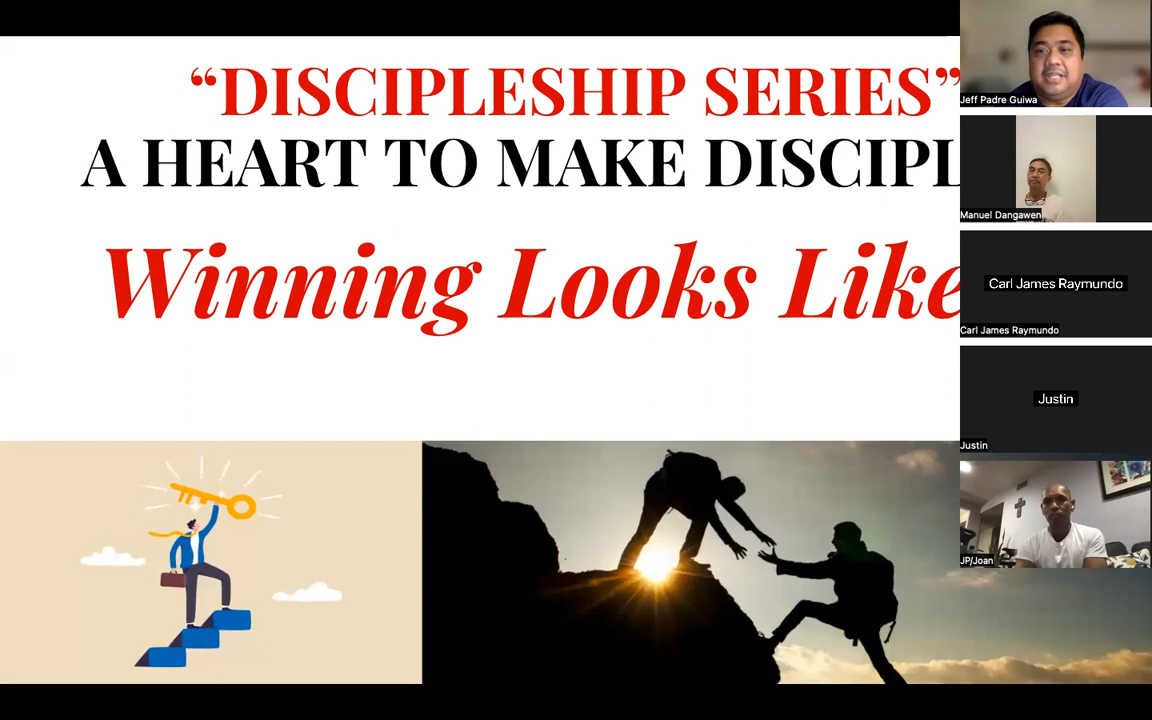 “DISCIPLESHIP SERIES”
A HEART TO MAKE DISCIPL
Winning Looks Like
Jeff Padre Guiwa
Manuel Dangawen
Carl James Raymundo
Carl James Raymundo
Justin
Justin
JP/Joan